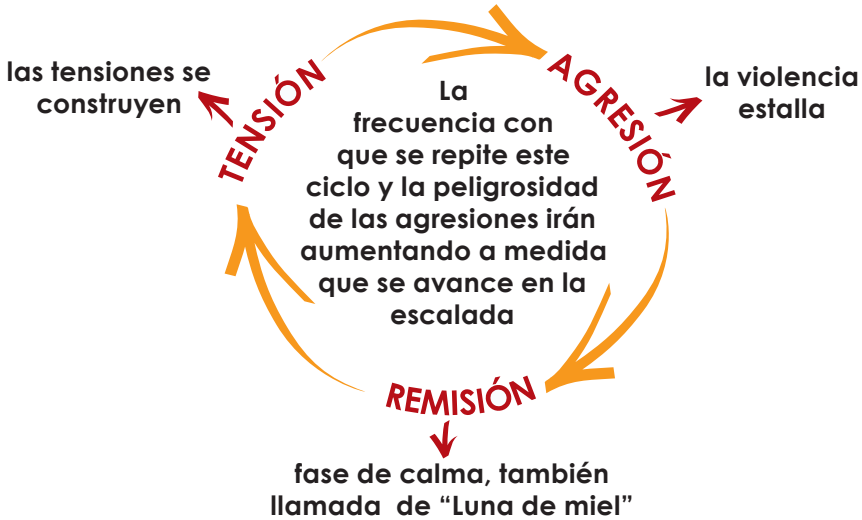 las tensiones se
construyen
TENSIÓN
AGRESIÓN
la violencia
estalla
La
frecuencia con
que se repite este
ciclo y la peligrosidad
de las agresiones irán
aumentando a medida
que se avance en la
escalada
REMISIÓN
fase de calma, también
llamada de “Luna de miel”